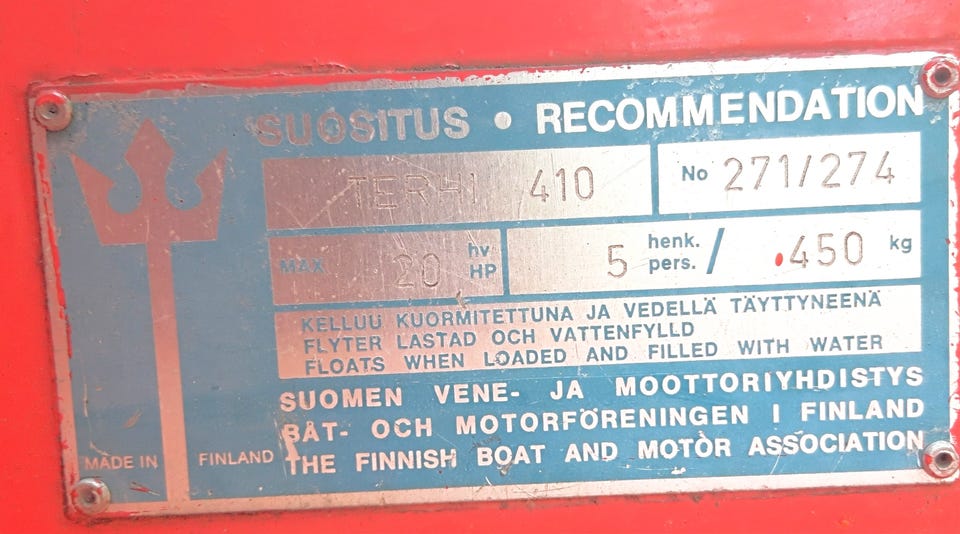 SUOSITUS • RECOMMENDATION
TERHI 410 No 271/274
MAX 20 hv HP 5 henk. pers. / 450 kg
KELLUU KUORMITETTUNA JA VEDELLÄ TÄYTTYNEENÄ
FLYTER LASTAD OCH VATTENFYLLD
FLOATS WHEN LOADED AND FILLED WITH WATER
SUOMEN VENE- JA MOOTTORIYHDISTYS
BÅT- OCH MOTORFÖRENINGEN I FINLAND
THE FINNISH BOAT AND MOTOR ASSOCIATION
MADE IN FINLAND